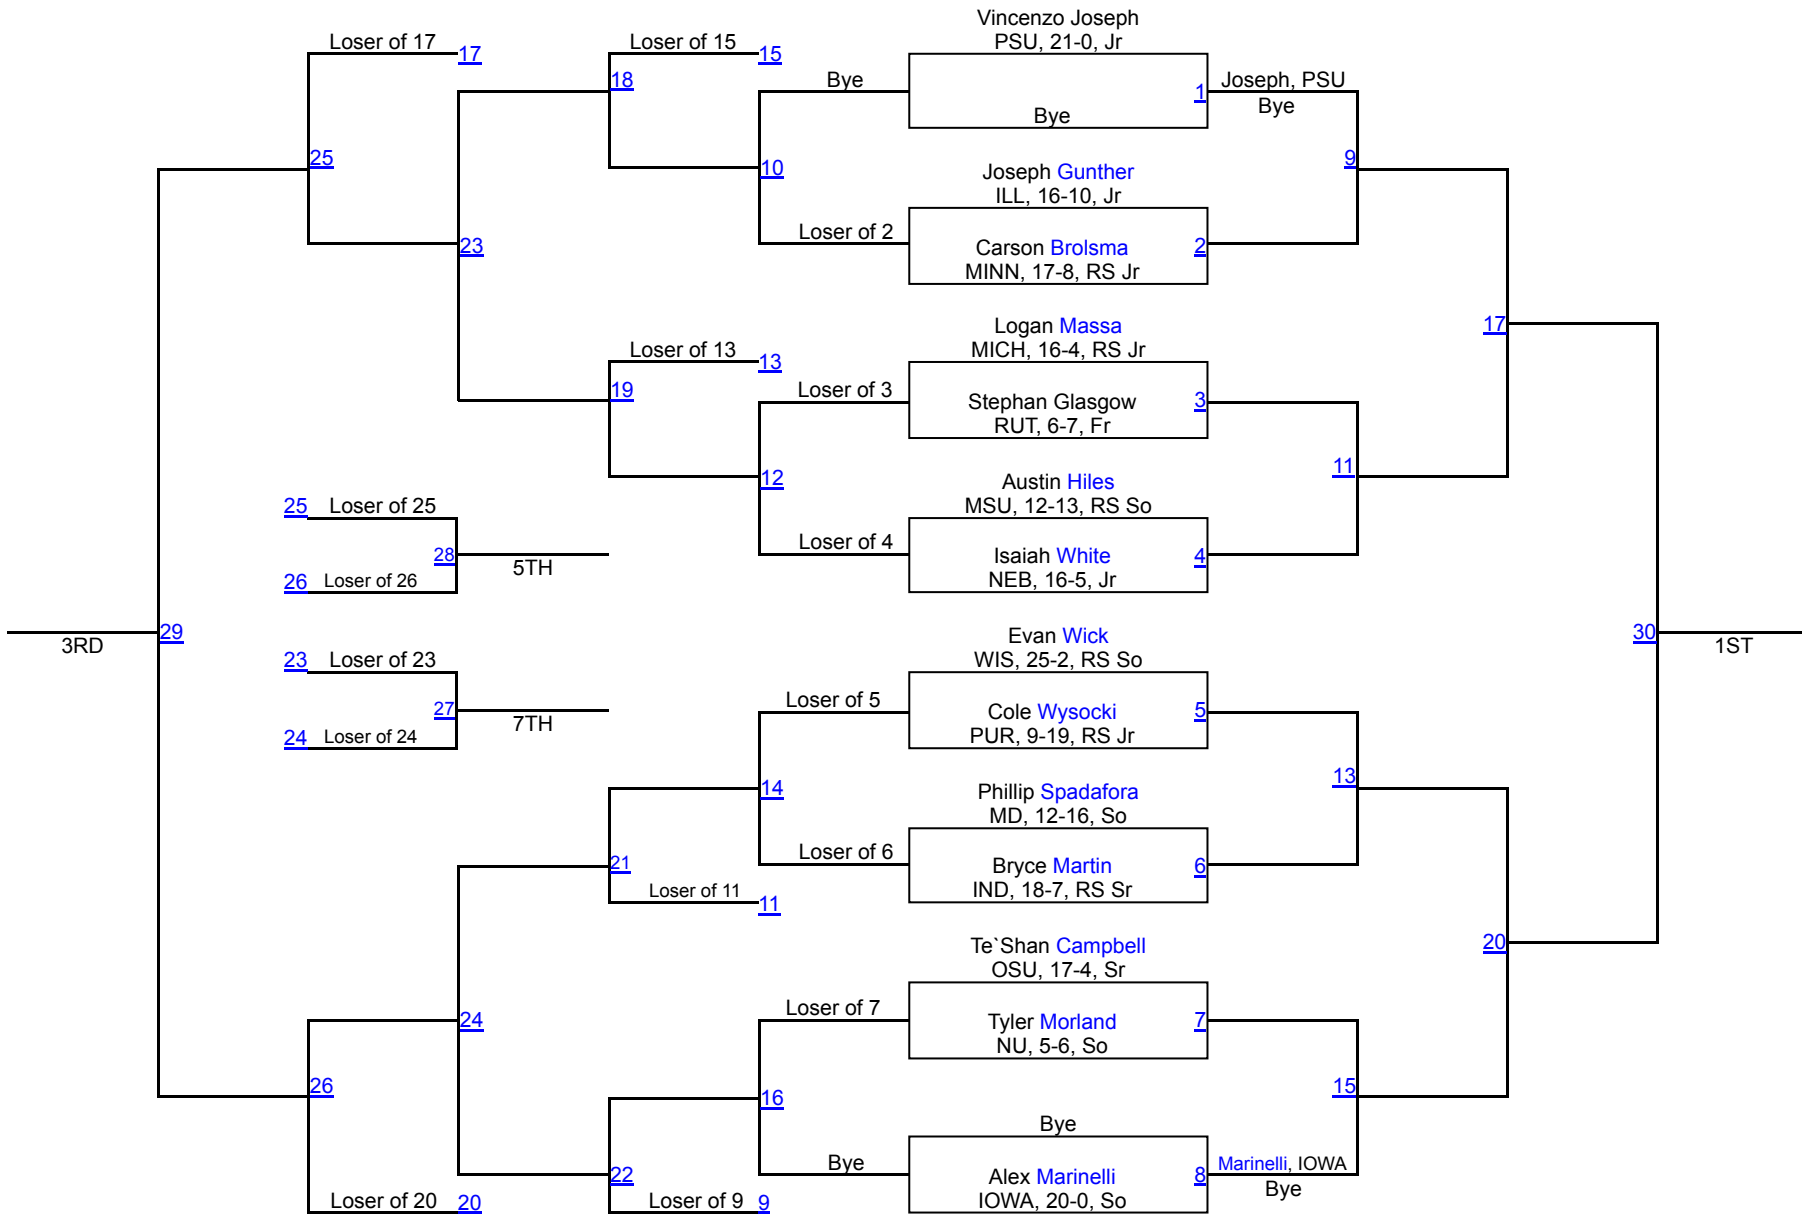 Loser of 17
17
Loser of 15
15
18
25
23
10
Bye
Loser of 2
Vincenzo Joseph
PSU, 21-0, Jr
Bye
1
Joseph, PSU
Bye
9
Joseph Gunther
ILL, 16-10, Jr
Carson Brolsma
MINN, 17-8, RS Jr
2
Loser of 13
13
19
12
Loser of 3
Loser of 4
Logan Massa
MICH, 16-4, RS Jr
Stephan Glasgow
RUT, 6-7, Fr
3
17
11
Austin Hiles
MSU, 12-13, RS So
Isaiah White
NEB, 16-5, Jr
4
25
Loser of 25
28
5TH
26
Loser of 26
3RD
29
30
1ST
23
Loser of 23
27
7TH
24
Loser of 24
Loser of 5
Evan Wick
WIS, 25-2, RS So
Cole Wysocki
PUR, 9-19, RS Jr
5
13
14
Phillip Spadafora
MD, 12-16, So
Loser of 6
Bryce Martin
IND, 18-7, RS Sr
6
21
Loser of 11
11
20
24
26
Te`Shan Campbell
OSU, 17-4, Sr
Loser of 7
Tyler Morland
NU, 5-6, So
7
16
15
Bye
Bye
Alex Marinelli
IOWA, 20-0, So
8
Marinelli, IOWA
Bye
22
Loser of 20
20
Loser of 9
9